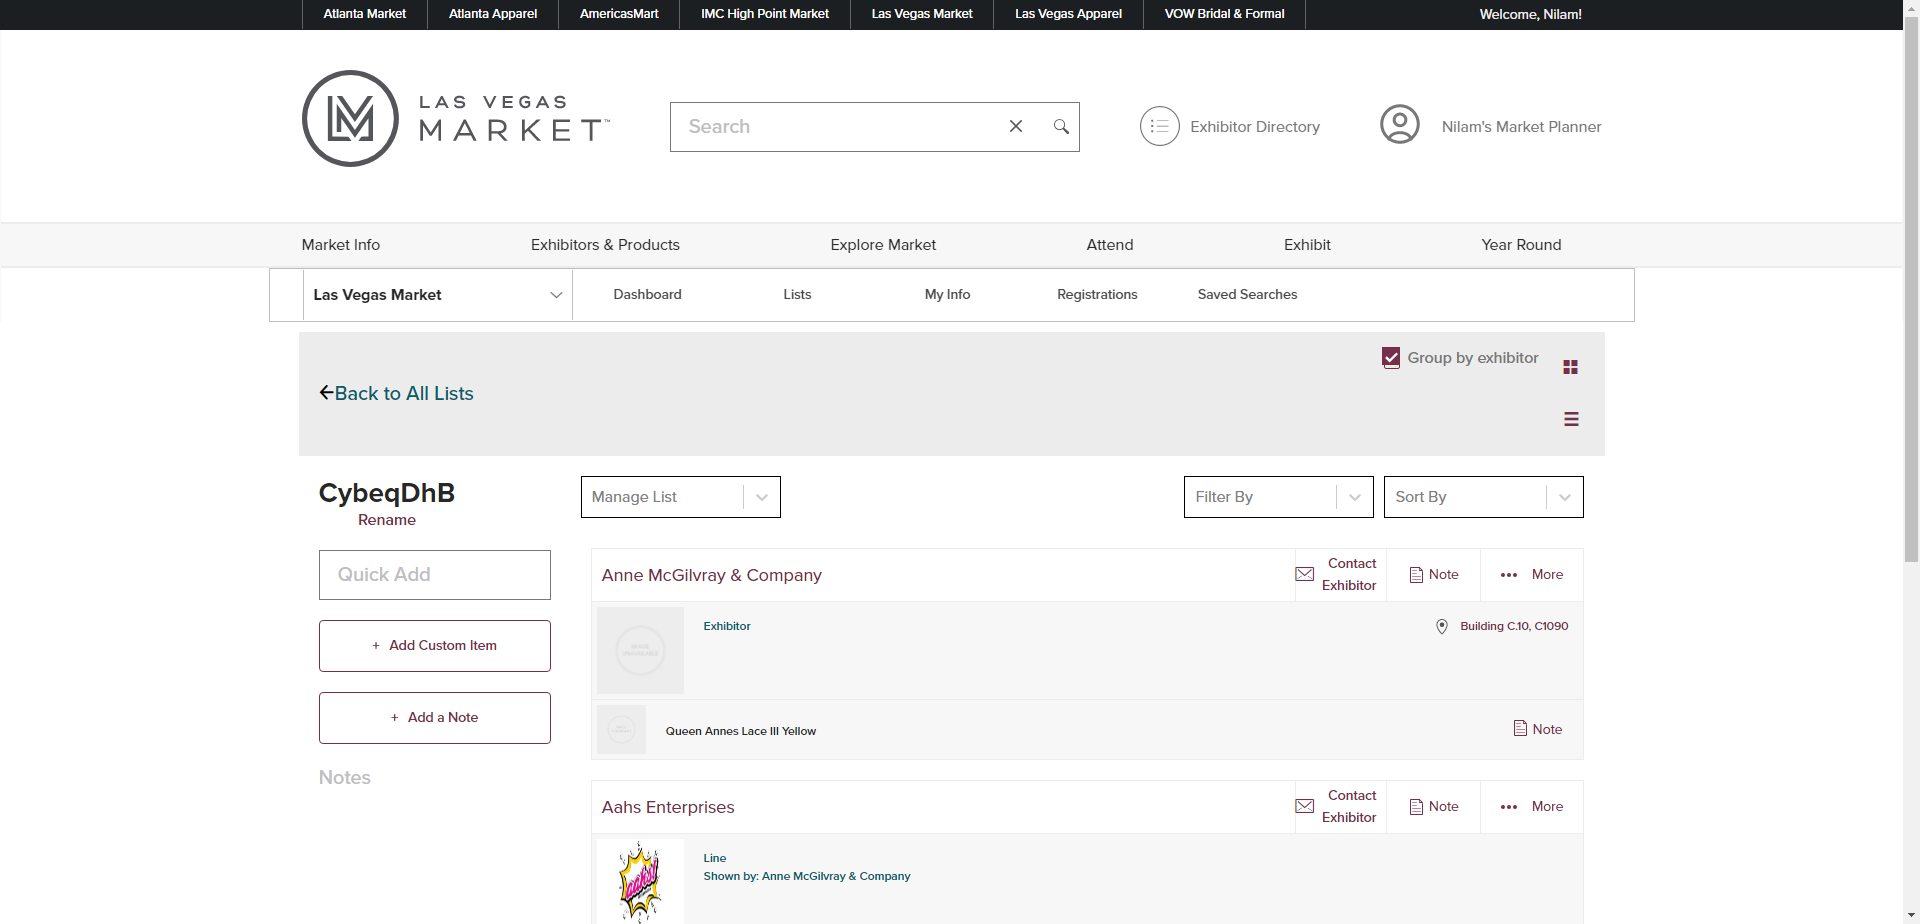 Atlanta Market
Atlanta Apparel
AmericasMart
IMC High Point Market
Las Vegas Market
Las Vegas Apparel
VOW Bridal & Formal
Welcome, Nilam!
LAS VEGAS
MARKET™
Search
Exhibitor Directory
Nilam's Market Planner
Market Info
Exhibitors & Products
Explore Market
Attend
Exhibit
Year Round
Las Vegas Market
Dashboard
Lists
My Info
Registrations
Saved Searches
Group by exhibitor
Back to All Lists
CybeqDhB
Rename
Manage List
Filter By
Sort By
Quick Add
+ Add Custom Item
+ Add a Note
Notes
Anne McGilvray & Company
Contact
Exhibitor
Note
More
IMAGE
UNAVAILABLE
Exhibitor
Building C.10, C1090
Queen Annes Lace III Yellow
Note
Aahs Enterprises
Contact
Exhibitor
Note
More
aahs!
Line
Shown by: Anne McGilvray & Company